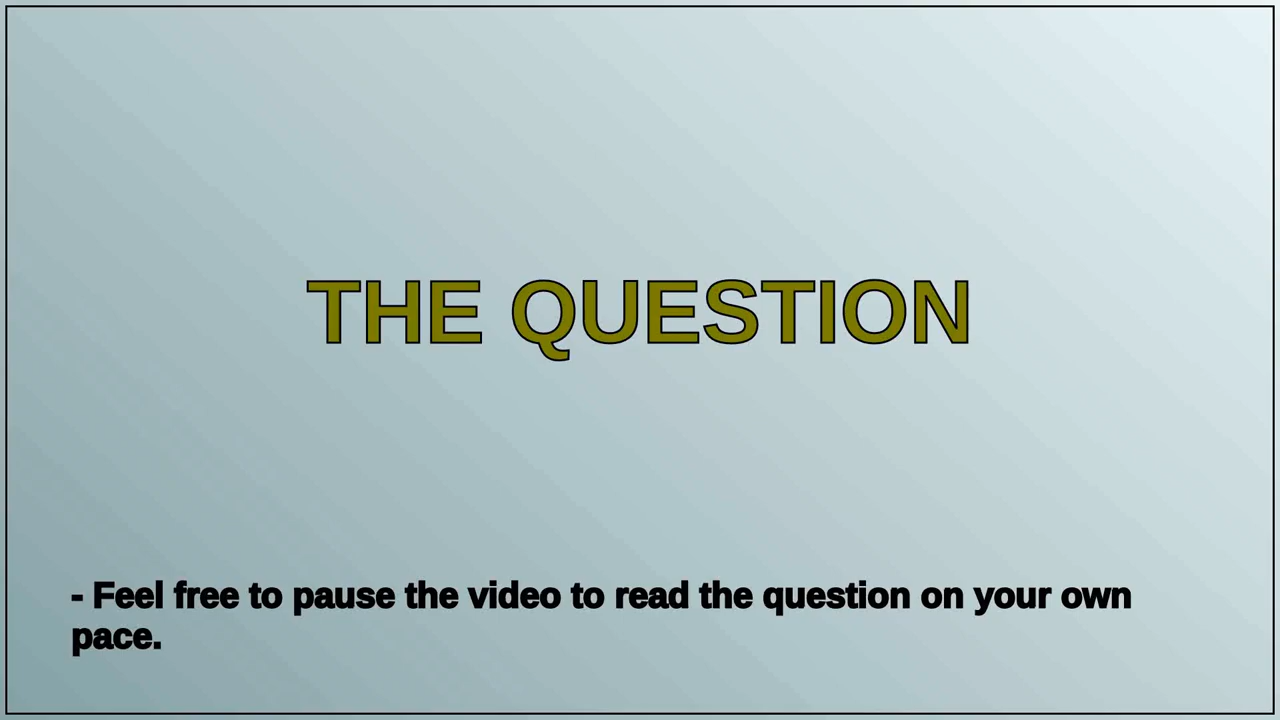 THE QUESTION
- Feel free to pause the video to read the question on your own
pace.